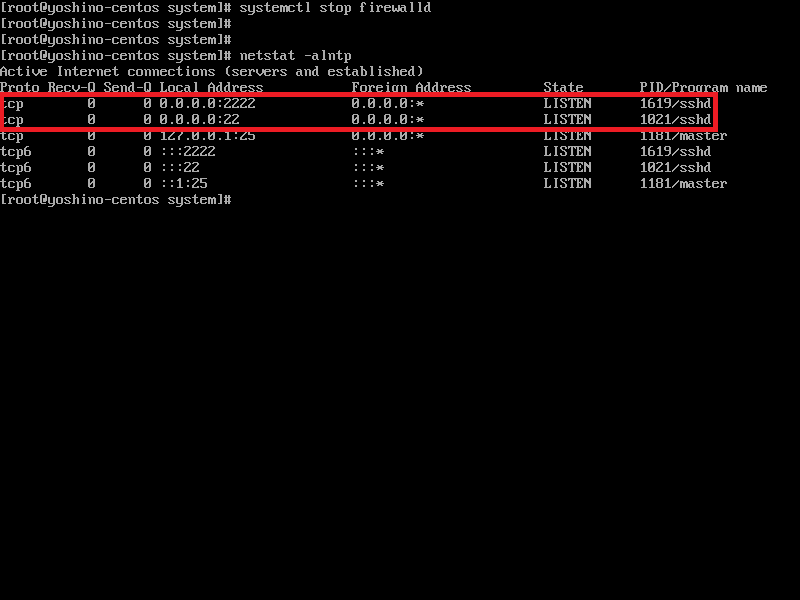 [root@yoshino-centos system]# systemctl stop firewalld
[root@yoshino-centos system]#
[root@yoshino-centos system]#
[root@yoshino-centos system]# netstat -alntp
Active Internet connections (servers and established)
Proto Recv-Q Send-Q Local Address           Foreign Address         State       PID/Program name
tcp        0      0 0.0.0.0:2222            0.0.0.0:*               LISTEN      1619/sshd
tcp        0      0 0.0.0.0:22              0.0.0.0:*               LISTEN      1021/sshd
tcp        0      0 127.0.0.1:25            0.0.0.0:*               LISTEN      1181/master
tcp6       0      0 :::2222                 :::*                    LISTEN      1619/sshd
tcp6       0      0 :::22                   :::*                    LISTEN      1021/sshd
tcp6       0      0 ::1:25                  :::*                    LISTEN      1181/master
[root@yoshino-centos system]#